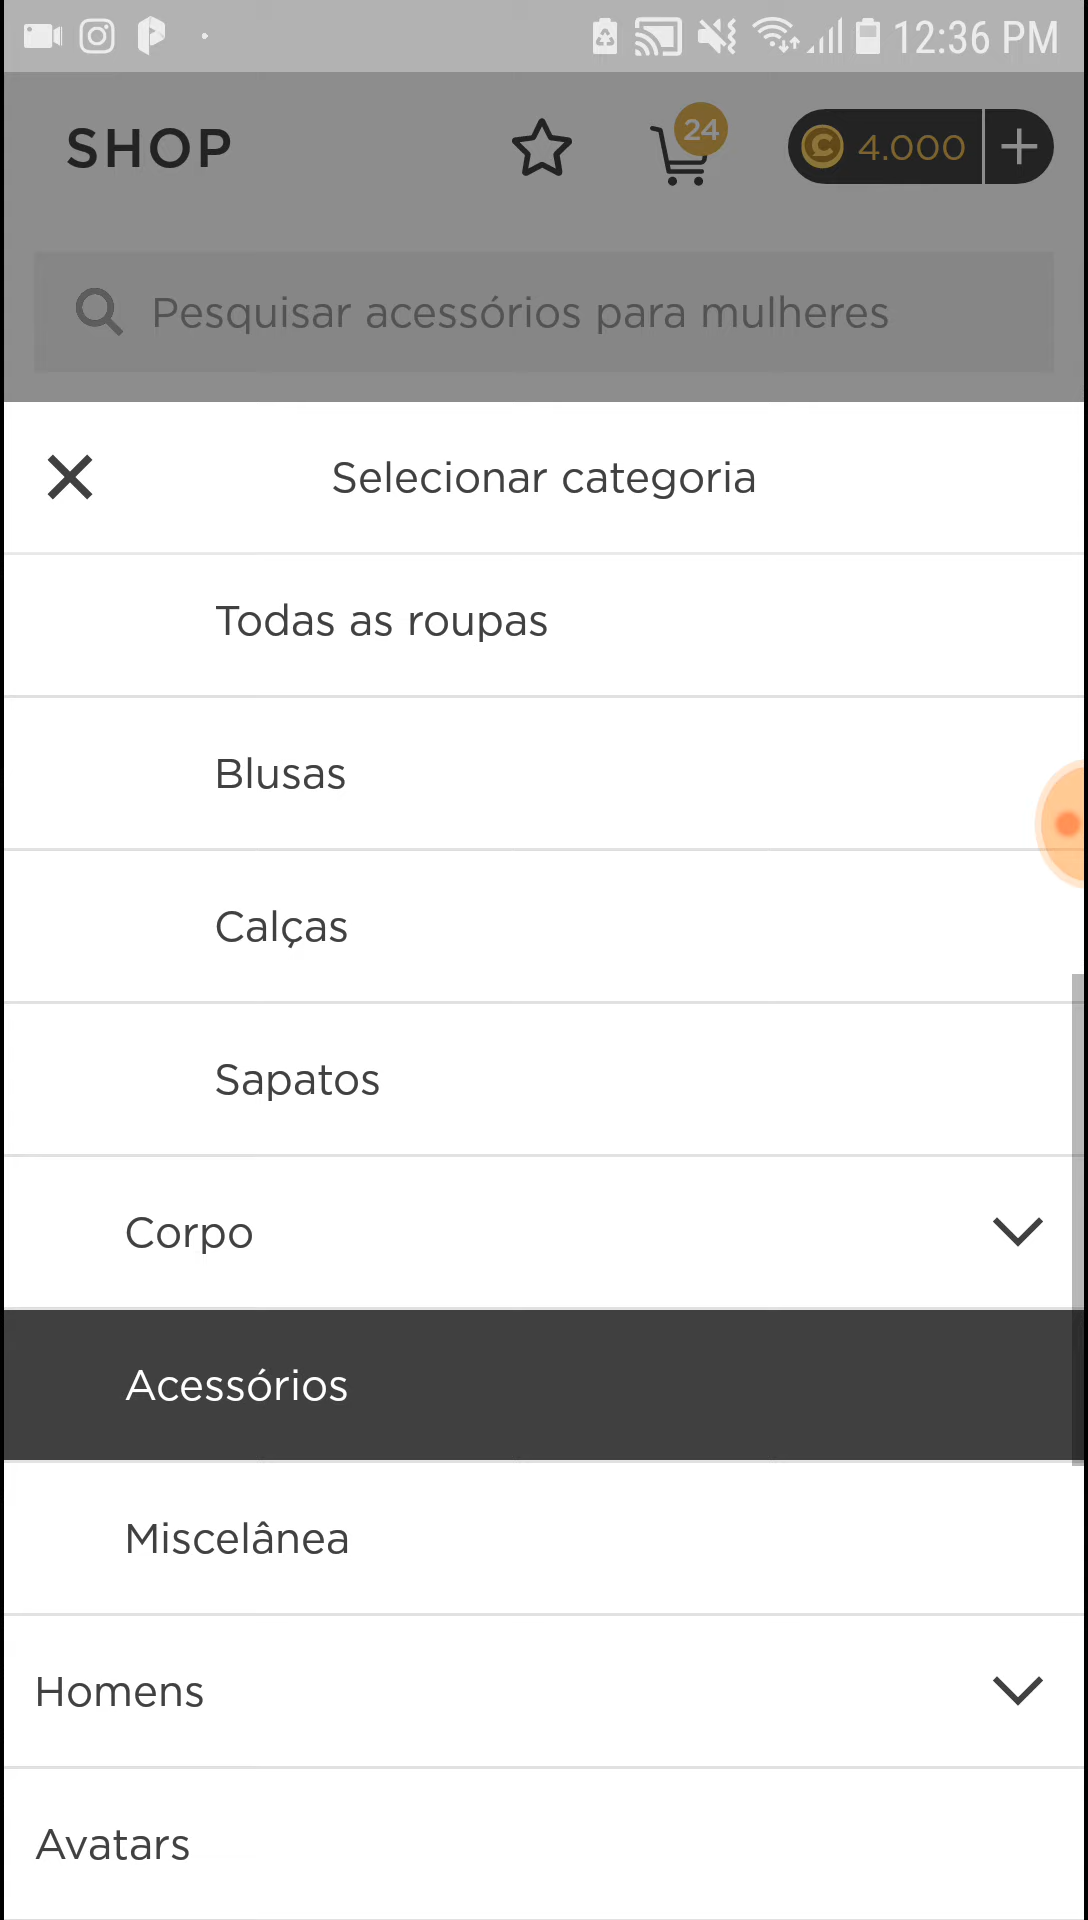 12:36 PM
SHOP
24
4.000
Pesquisar acessórios para mulheres
Selecionar categoria
Todas as roupas
Blusas
Calças
Sapatos
Corpo
Acessórios
Miscelânea
Homens
Avatars